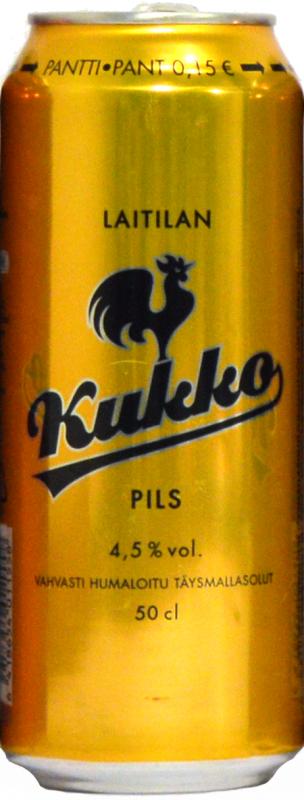 PANTTI•PANT 0,15 €
LAITILAN
Kukko
PILS
4,5 % vol.
VAHVASTI HUMALOITU TÄYSMALLASOLUT
50 cl